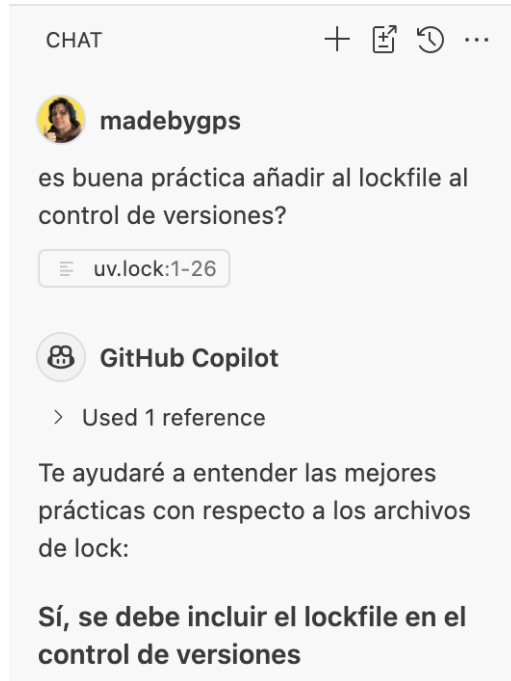 CHAT
madebygps
es buena práctica añadir al lockfile al
control de versiones?
uv.lock:1-26
GitHub Copilot
Used 1 reference
Te ayudaré a entender las mejores
prácticas con respecto a los archivos
de lock:
Sí, se debe incluir el lockfile en el
control de versiones